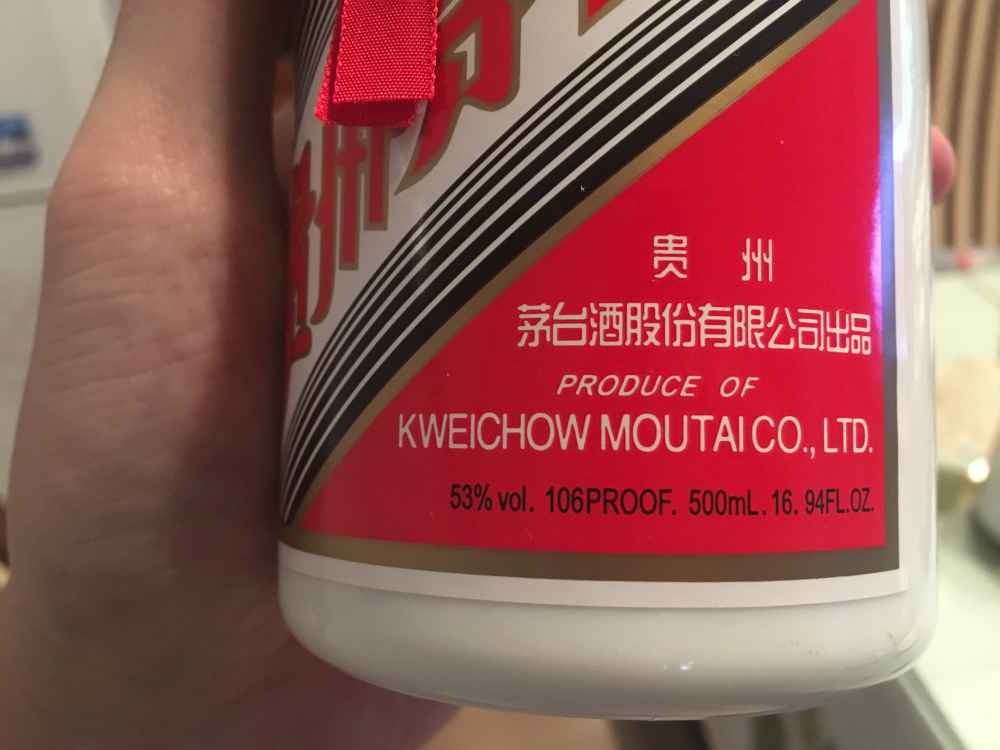 贵州
茅台酒股份有限公司出品
PRODUCE OF
KWEICHOW MOUTAI CO., LTD.
53% vol. 106PROOF. 500mL. 16. 94FL.OZ.